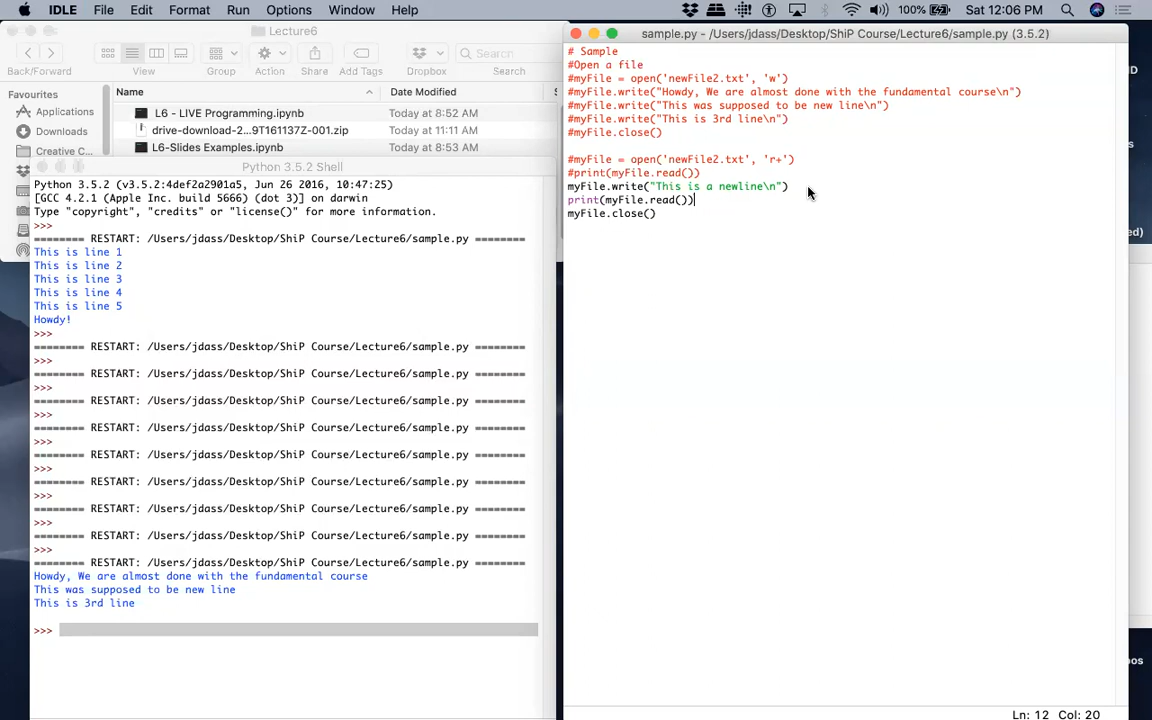 IDLE File Edit Format Run Options Window Help 100% Sat 12:06 PM
Lecture6
Back/Forward View Group Action Share Add Tags Dropbox Search
Search
Favourites
Applications
Downloads
Creative C...
Name Date Modified
L6 - LIVE Programming.ipynb Today at 8:52 AM
drive-download-2...9T161137Z-001.zip Today at 11:11 AM
L6-Slides Examples.ipynb Today at 8:53 AM
Python 3.5.2 Shell
Python 3.5.2 (v3.5.2:4def2a2901a5, Jun 26 2016, 10:47:25)
[GCC 4.2.1 (Apple Inc. build 5666) (dot 3)] on darwin
Type "copyright", "credits" or "license()" for more information.
>>>
======== RESTART: /Users/jdass/Desktop/ShiP Course/Lecture6/sample.py ========
This is line 1
This is line 2
This is line 3
This is line 4
This is line 5
Howdy!
>>>
======== RESTART: /Users/jdass/Desktop/ShiP Course/Lecture6/sample.py ========
>>>
======== RESTART: /Users/jdass/Desktop/ShiP Course/Lecture6/sample.py ========
>>>
======== RESTART: /Users/jdass/Desktop/ShiP Course/Lecture6/sample.py ========
>>>
======== RESTART: /Users/jdass/Desktop/ShiP Course/Lecture6/sample.py ========
>>>
======== RESTART: /Users/jdass/Desktop/ShiP Course/Lecture6/sample.py ========
>>>
======== RESTART: /Users/jdass/Desktop/ShiP Course/Lecture6/sample.py ========
>>>
======== RESTART: /Users/jdass/Desktop/ShiP Course/Lecture6/sample.py ========
>>>
======== RESTART: /Users/jdass/Desktop/ShiP Course/Lecture6/sample.py ========
>>>
======== RESTART: /Users/jdass/Desktop/ShiP Course/Lecture6/sample.py ========
Howdy, We are almost done with the fundamental course
This was supposed to be new line
This is 3rd line
>>>
sample.py - /Users/jdass/Desktop/ShiP Course/Lecture6/sample.py (3.5.2)
# Sample
#Open a file
#myFile = open('newFile2.txt', 'w')
#myFile.write("Howdy, We are almost done with the fundamental course\n")
#myFile.write("This was supposed to be new line\n")
#myFile.write("This is 3rd line\n")
#myFile.close()
#myFile = open('newFile2.txt', 'r+')
#print(myFile.read())
myFile.write("This is a newline\n")
print(myFile.read())
myFile.close()
Ln: 12 Col: 20